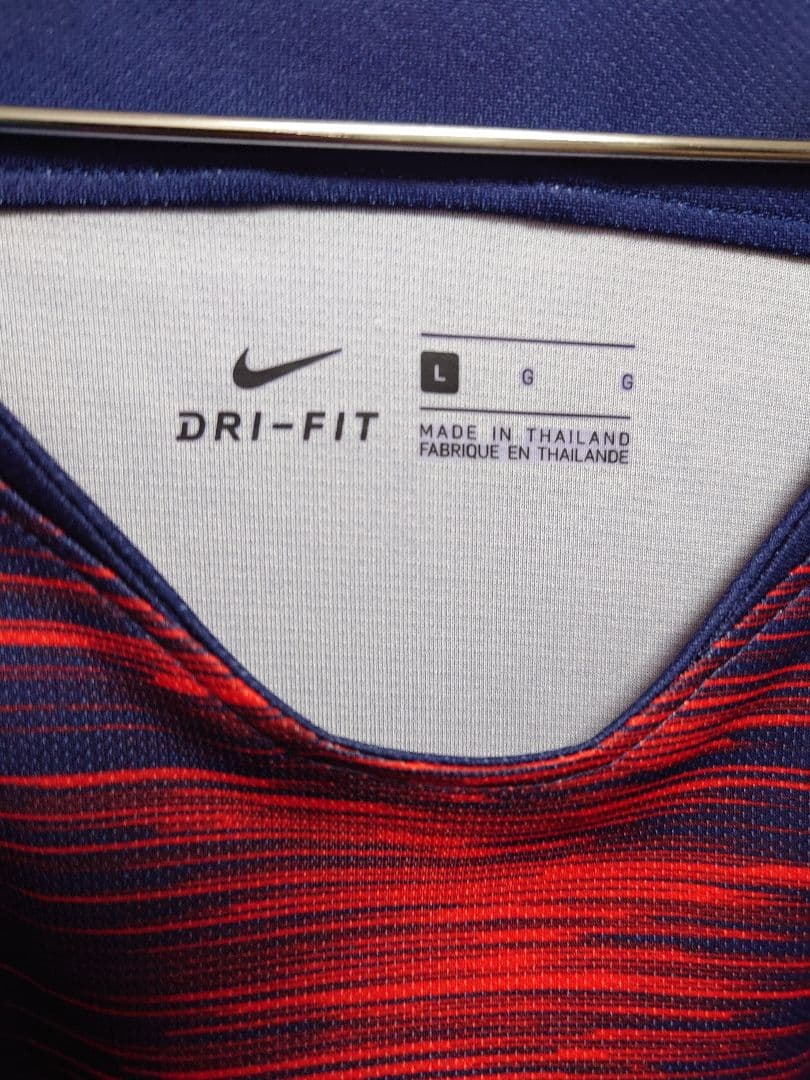 DRI-FIT
L G G
MADE IN THAILAND
FABRIQUE EN THAILANDE